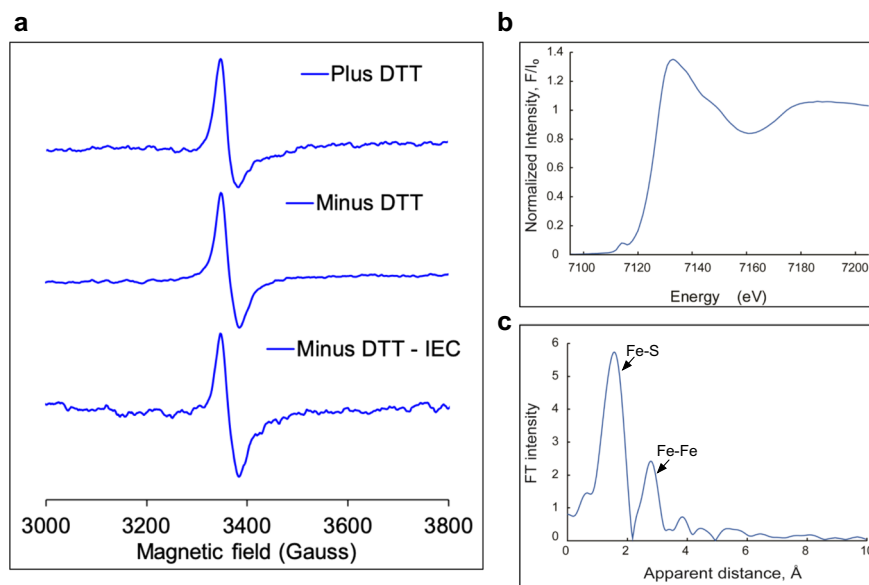 a
Plus DTT
Minus DTT
Minus DTT - IEC
3000 3200 3400 3600 3800
Magnetic field (Gauss)
b
Normalized Intensity, F/I₀
1.4
1.2
1
0.8
0.6
0.4
0.2
0
7100 7120 7140 7160 7180 7200
Energy (eV)
c
FT intensity
6
5
4
3
2
1
0
Fe-S
Fe-Fe
0 2 4 6 8 10
Apparent distance, Å